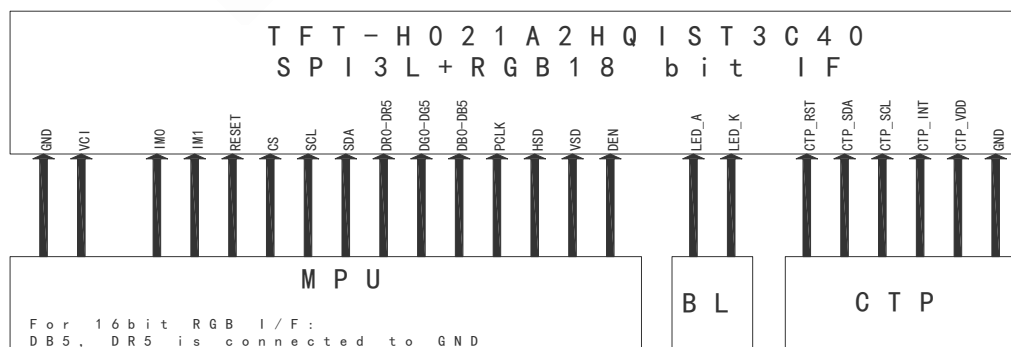 TFT-H021A2HQIST3C40
SPI3L+RGB18 bit IF
GND
VCI
IM0
IM1
RESET
CS
SCL
SDA
DR0-DR5
DG0-DG5
DB0-DB5
PCLK
HSD
VSD
DEN
LED_A
LED_K
CTP_RST
CTP_SDA
CTP_SCL
CTP_INT
CTP_VDD
GND
MPU
BL
CTP
For 16bit RGB I/F:
DB5, DR5 is connected to GND